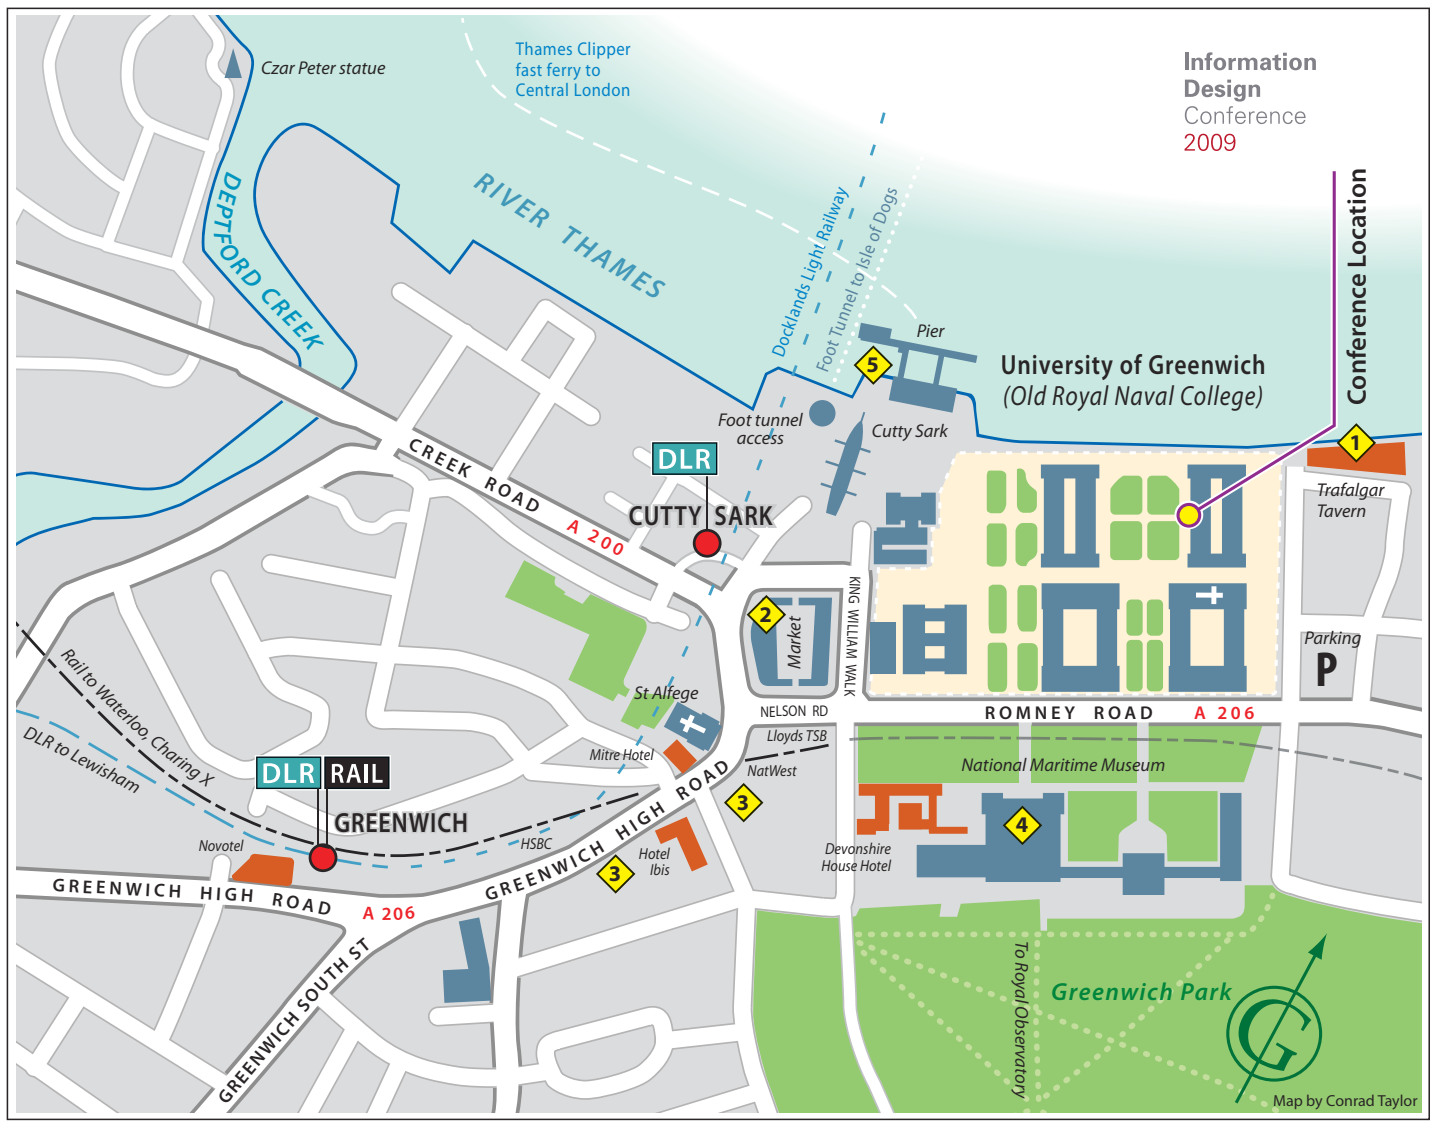 Czar Peter statue
Thames Clipper
fast ferry to
Central London
Information
Design
Conference
2009
Conference Location
DEPTFORD CREEK
RIVER THAMES
Docklands Light Railway
Foot Tunnel to Isle of Dogs
Pier
5
University of Greenwich
(Old Royal Naval College)
Foot tunnel
access
Cutty Sark
1
Trafalgar
Tavern
DLR
CUTTY SARK
CREEK ROAD
A 200
KING WILLIAM WALK
2
Market
Parking
P
St Alfege
NELSON RD
ROMNEY ROAD A 206
Rail to Waterloo, Charing X
DLR to Lewisham
Mitre Hotel
Lloyds TSB
NatWest
National Maritime Museum
DLR RAIL
GREENWICH
3
4
Novotel
HSBC
Hotel
Ibis
3
Devonshire
House Hotel
GREENWICH HIGH ROAD
A 206
GREENWICH HIGH ROAD
GREENWICH SOUTH ST
To Royal Observatory
Greenwich Park
G
Map by Conrad Taylor